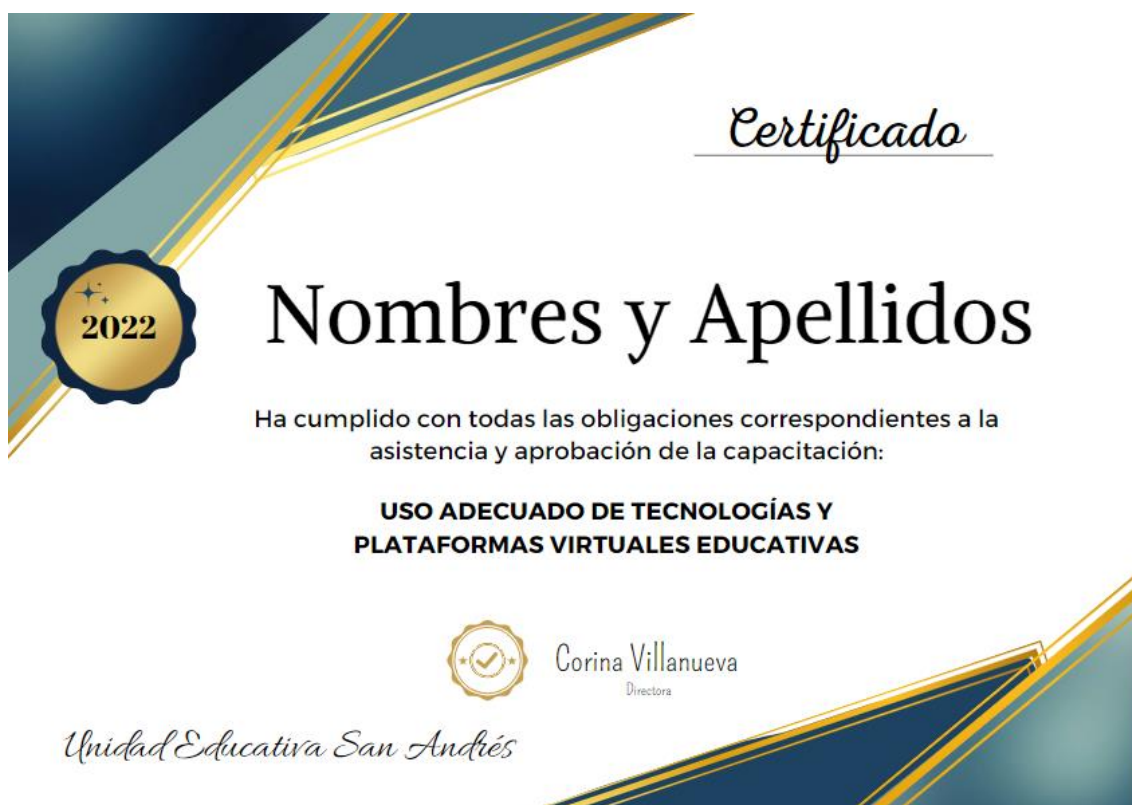 Certificado
2022
Nombres y Apellidos
Ha cumplido con todas las obligaciones correspondientes a la
asistencia y aprobación de la capacitación:
USO ADECUADO DE TECNOLOGÍAS Y
PLATAFORMAS VIRTUALES EDUCATIVAS
Corina Villanueva
Directora
Unidad Educativa San Andrés